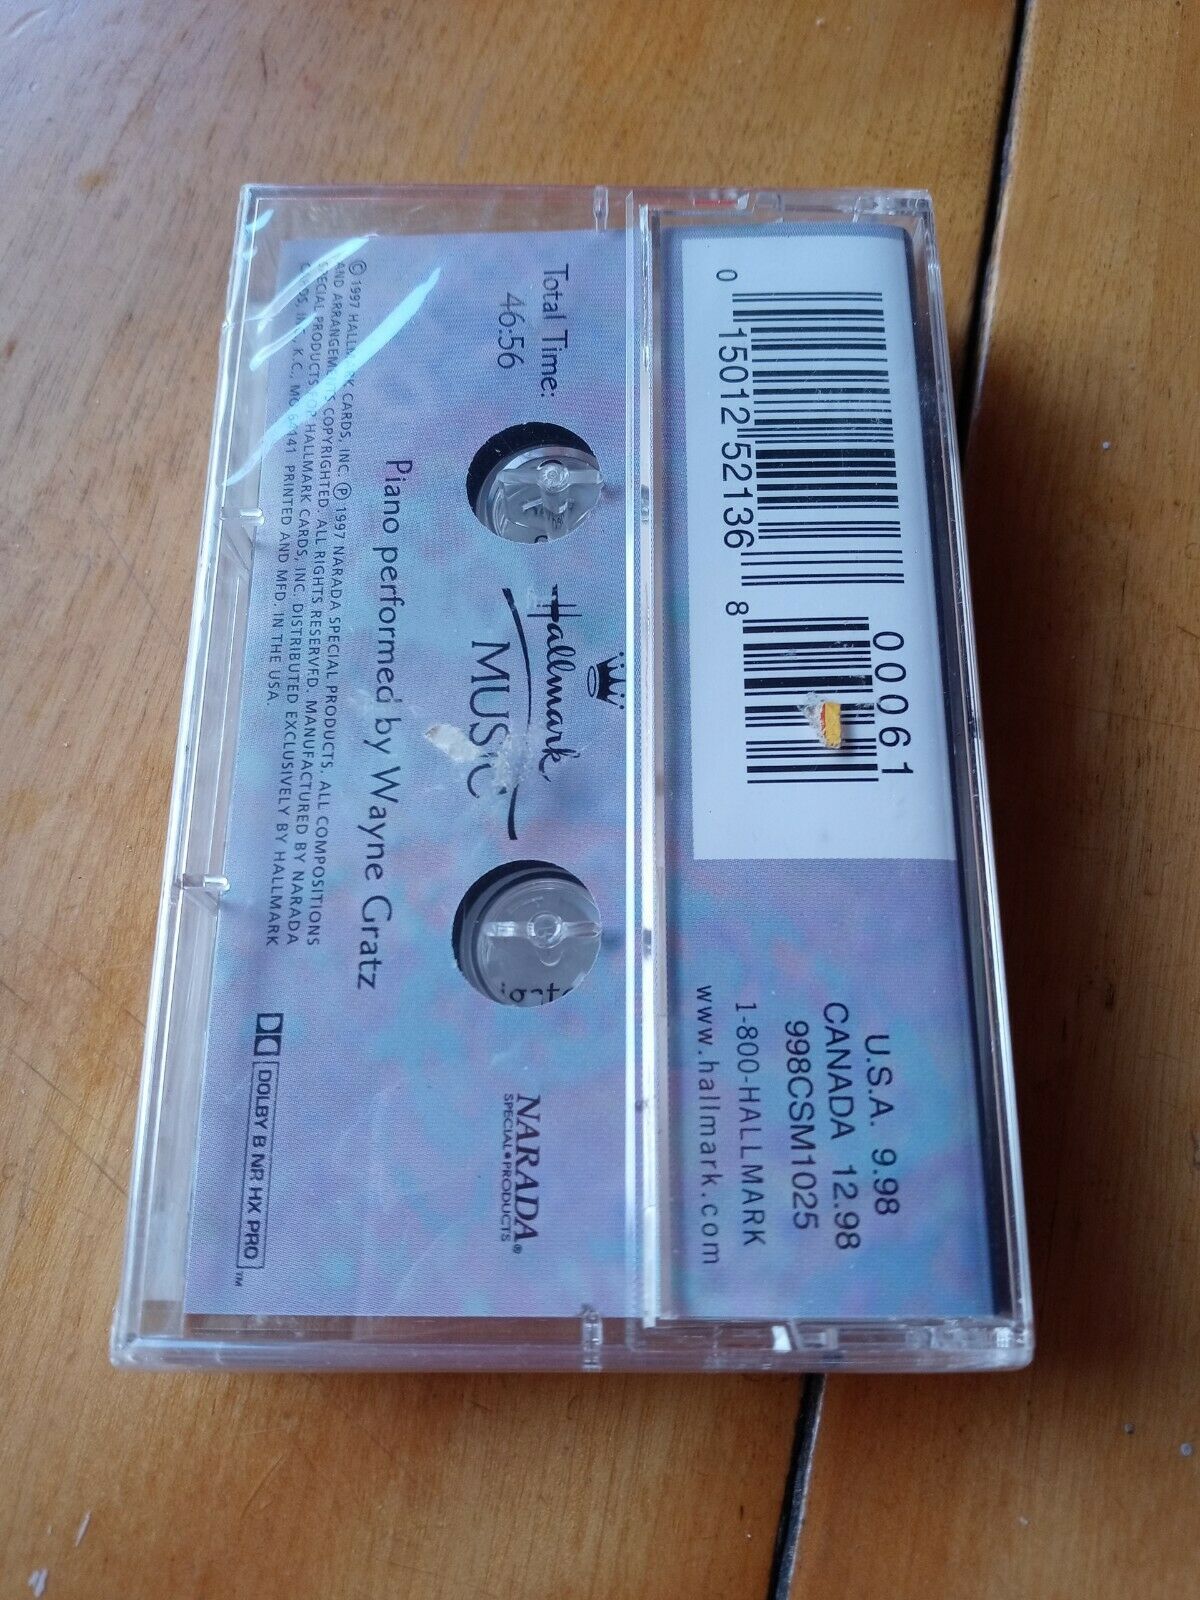 0 15012 52136 8
00061
U.S.A. 9.98
CANADA 12.98
998CSM1025
1-800-HALLMARK
www.hallmark.com
Total Time:
46:56
Hallmark
MUSIC
NARADA®
SPECIAL•PRODUCTS
Piano performed by Wayne Gratz
© 1997 HALLMARK CARDS, INC. ℗ 1997 NARADA SPECIAL PRODUCTS. ALL COMPOSITIONS
AND ARRANGEMENTS COPYRIGHTED. ALL RIGHTS RESERVED. MANUFACTURED BY NARADA
SPECIAL PRODUCTS FOR HALLMARK CARDS, INC. DISTRIBUTED EXCLUSIVELY BY HALLMARK
CARDS, INC., K.C., MO 64141 PRINTED AND MFD. IN THE USA.
DOLBY B NR HX PRO™